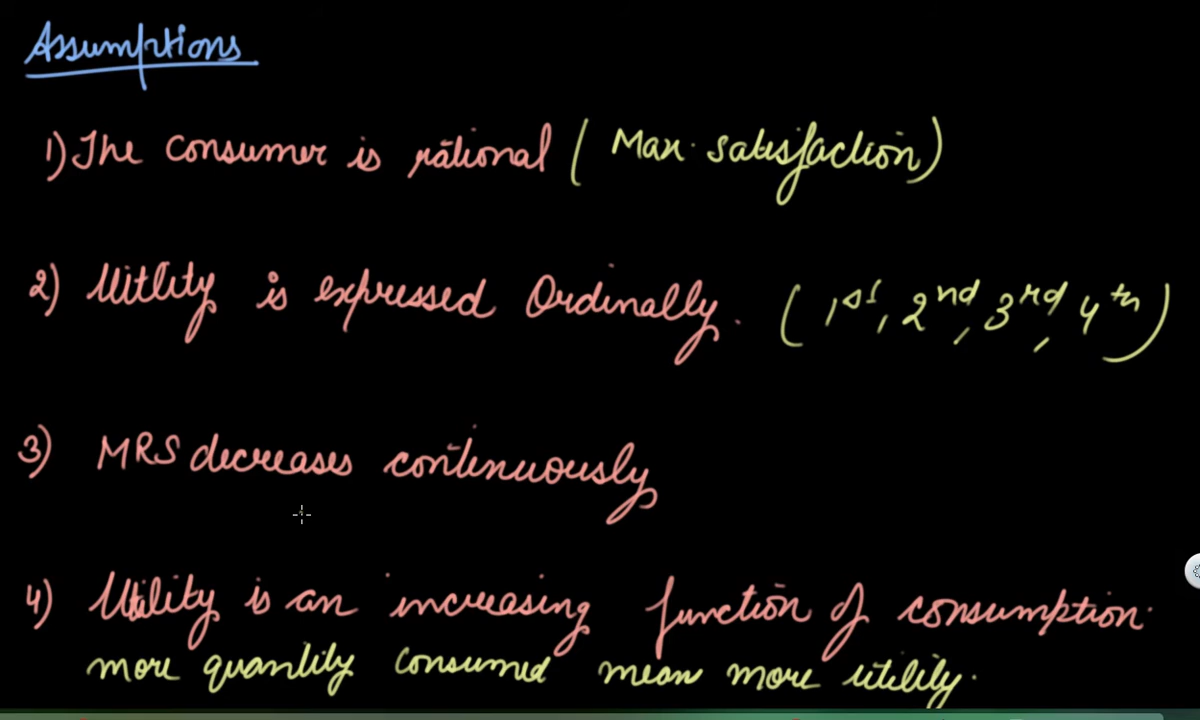 Assumptions
1) The consumer is rational ( Max. satisfaction)
2) Uitlity is expressed Ordinally. ( 1st, 2nd, 3rd, 4th)
3) MRS decreases continuously
4) Utility is an increasing function of consumption.
more quantity consumed mean more utility.